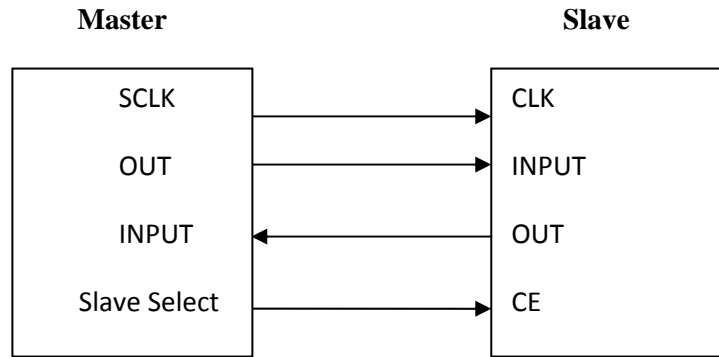 Master Slave
SCLK CLK
OUT INPUT
INPUT OUT
Slave Select CE